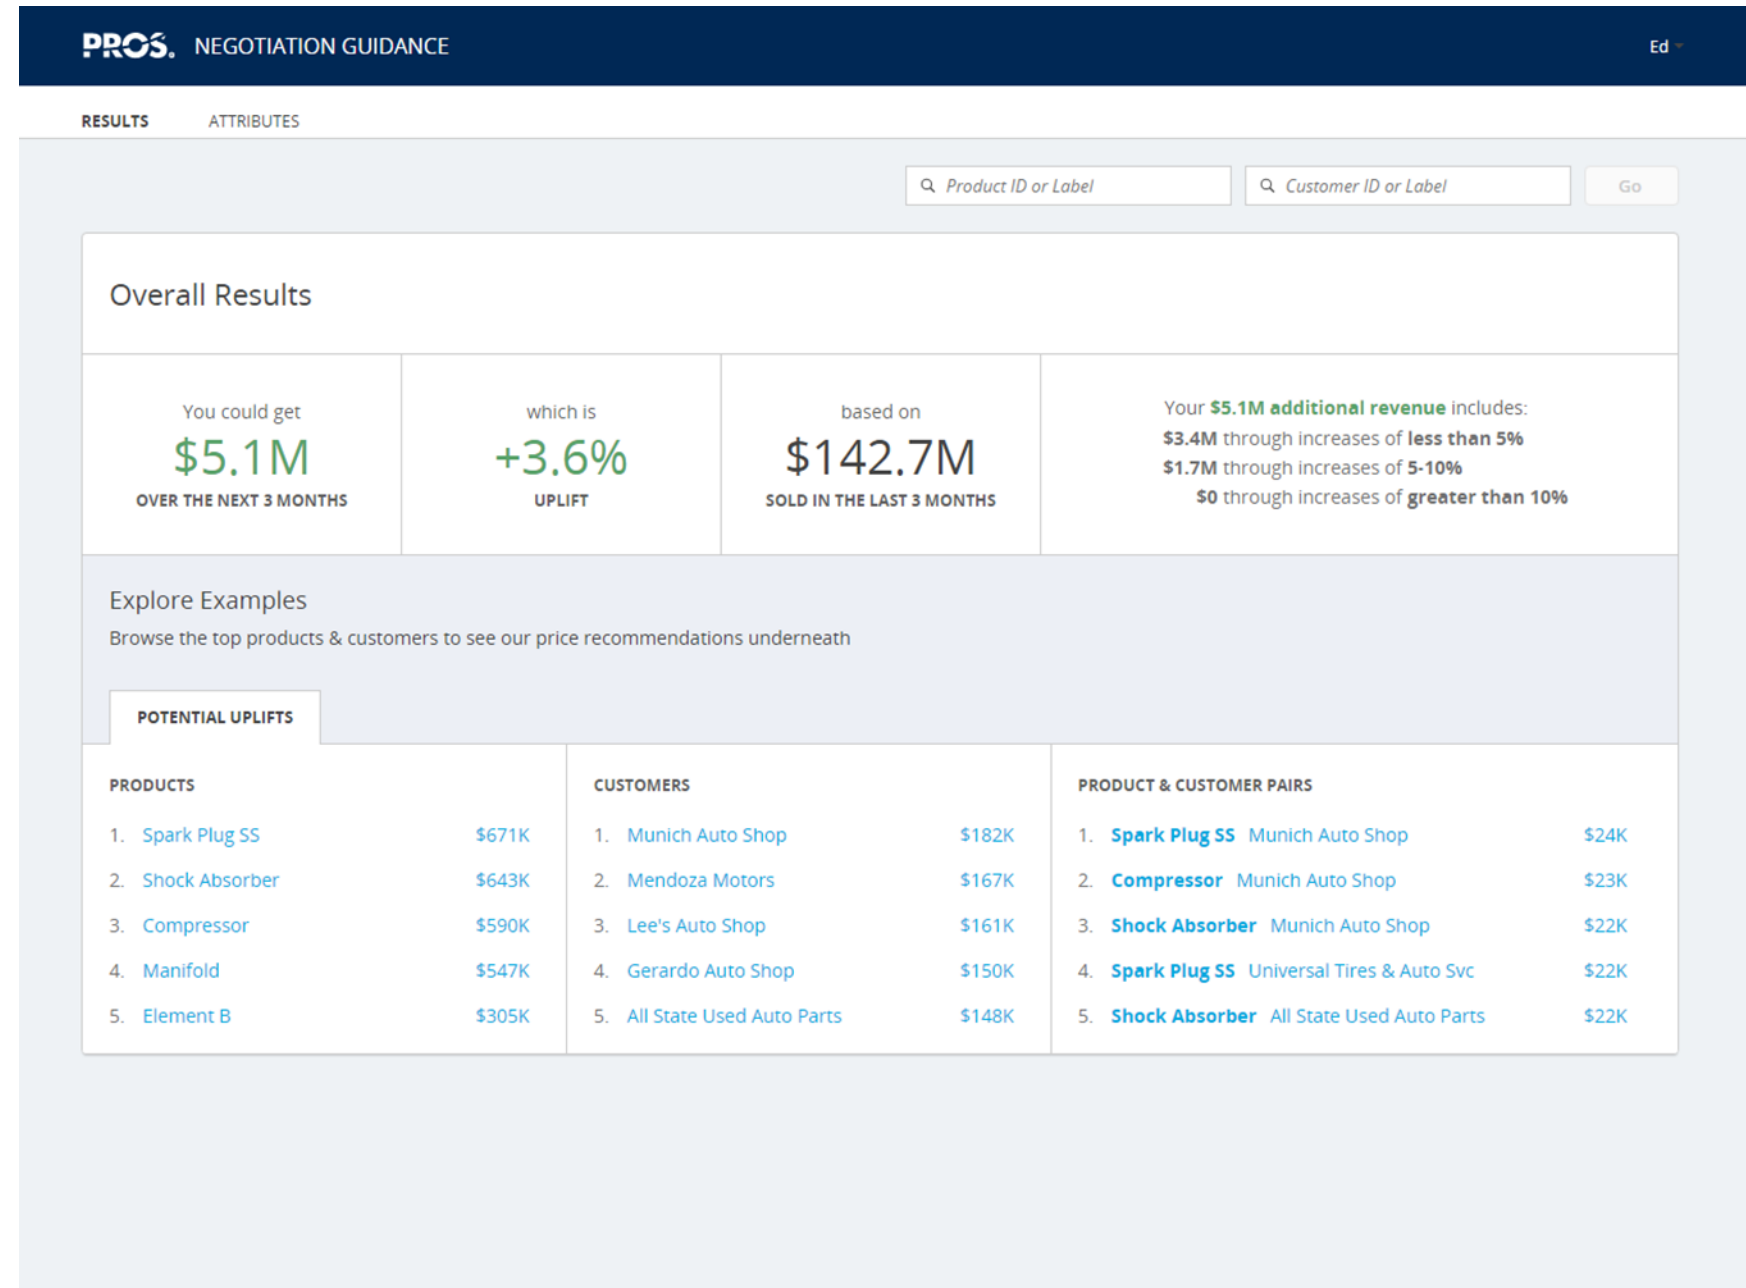 PROS. NEGOTIATION GUIDANCE
Ed
RESULTS ATTRIBUTES
Product ID or Label
Customer ID or Label
Go
Overall Results
You could get
$5.1M
OVER THE NEXT 3 MONTHS
which is
+3.6%
UPLIFT
based on
$142.7M
SOLD IN THE LAST 3 MONTHS
Your $5.1M additional revenue includes:
$3.4M through increases of less than 5%
$1.7M through increases of 5-10%
$0 through increases of greater than 10%
Explore Examples
Browse the top products & customers to see our price recommendations underneath
POTENTIAL UPLIFTS
PRODUCTS
1. Spark Plug SS $671K
2. Shock Absorber $643K
3. Compressor $590K
4. Manifold $547K
5. Element B $305K
CUSTOMERS
1. Munich Auto Shop $182K
2. Mendoza Motors $167K
3. Lee's Auto Shop $161K
4. Gerardo Auto Shop $150K
5. All State Used Auto Parts $148K
PRODUCT & CUSTOMER PAIRS
1. Spark Plug SS Munich Auto Shop $24K
2. Compressor Munich Auto Shop $23K
3. Shock Absorber Munich Auto Shop $22K
4. Spark Plug SS Universal Tires & Auto Svc $22K
5. Shock Absorber All State Used Auto Parts $22K